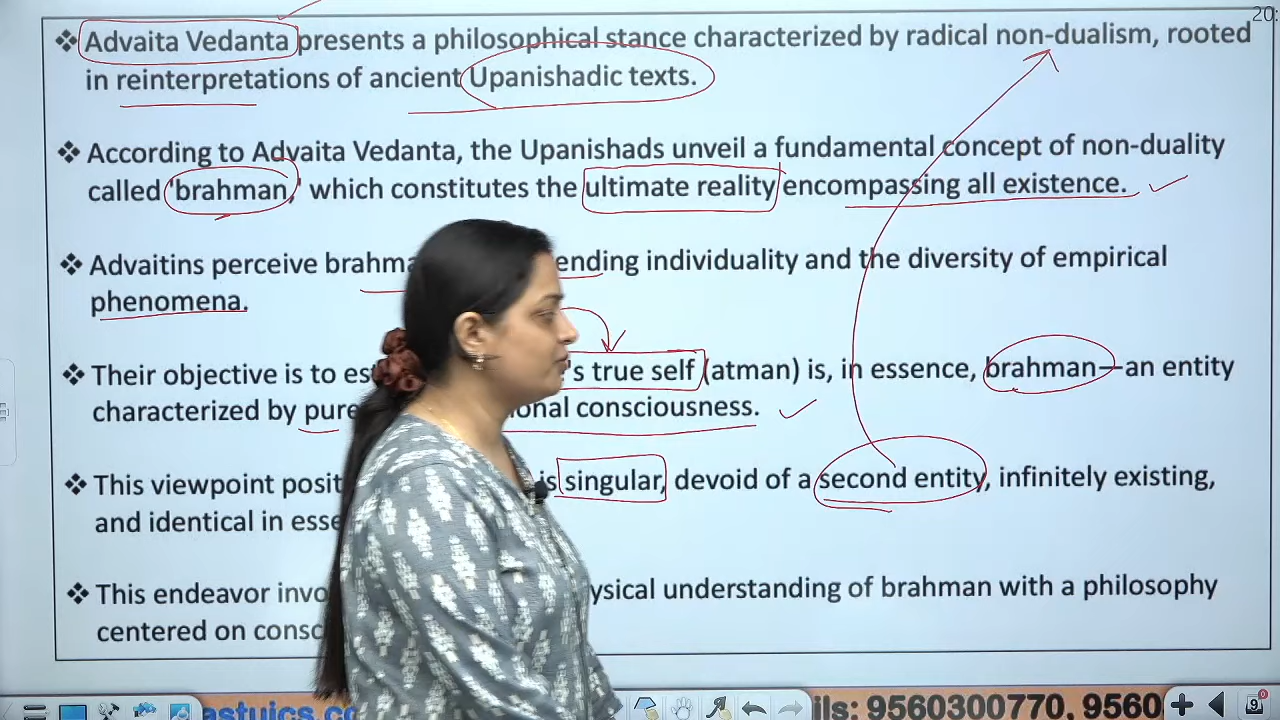 20:
❖ Advaita Vedanta presents a philosophical stance characterized by radical non-dualism, rooted
in reinterpretations of ancient Upanishadic texts.
❖ According to Advaita Vedanta, the Upanishads unveil a fundamental concept of non-duality
called 'brahman,' which constitutes the ultimate reality encompassing all existence.
❖ Advaitins perceive brahma ending individuality and the diversity of empirical
phenomena.
❖ Their objective is to es 's true self (atman) is, in essence, brahman—an entity
characterized by pure onal consciousness.
❖ This viewpoint posit is singular, devoid of a second entity, infinitely existing,
and identical in esse
❖ This endeavor invo ysical understanding of brahman with a philosophy
centered on consc
astuics.co ils: 9560300770, 9560
9